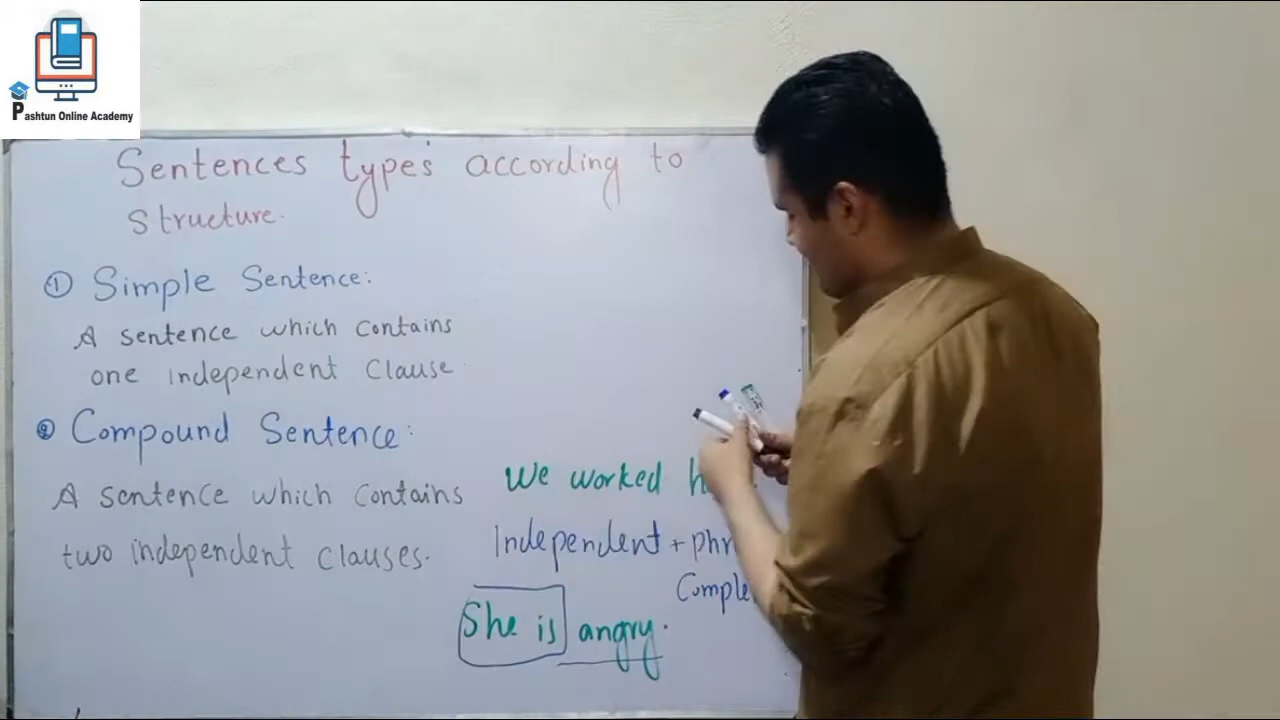 Pashtun Online Academy
Sentences types according to
structure.
① Simple Sentence:
A sentence which contains
one independent clause
② Compound Sentence:
A sentence which contains
two independent clauses.
We worked
Independent +
She is angry.